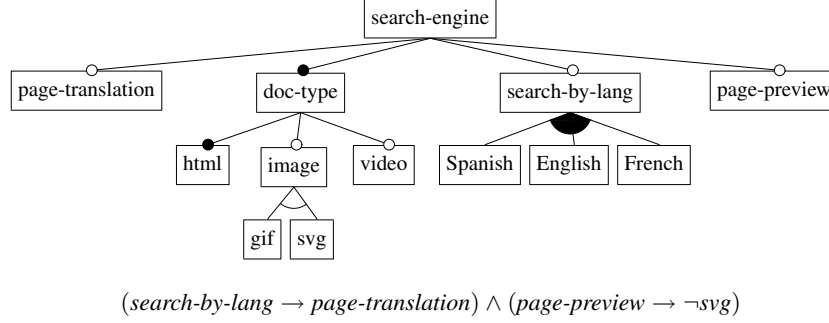 search-engine
page-translation doc-type search-by-lang page-preview
html image video Spanish English French
gif svg
(search-by-lang → page-translation) ∧ (page-preview → ¬svg)